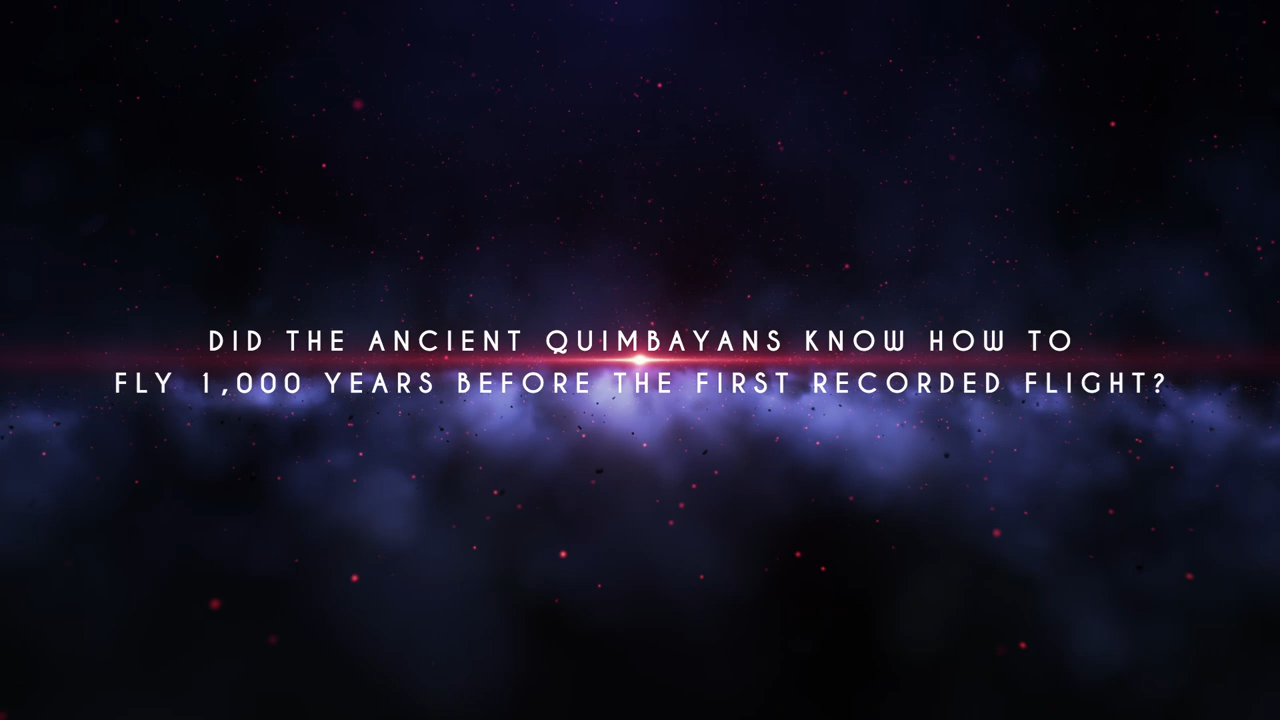 DID THE ANCIENT QUIMBAYANS KNOW HOW TO
FLY 1,000 YEARS BEFORE THE FIRST RECORDED FLIGHT?